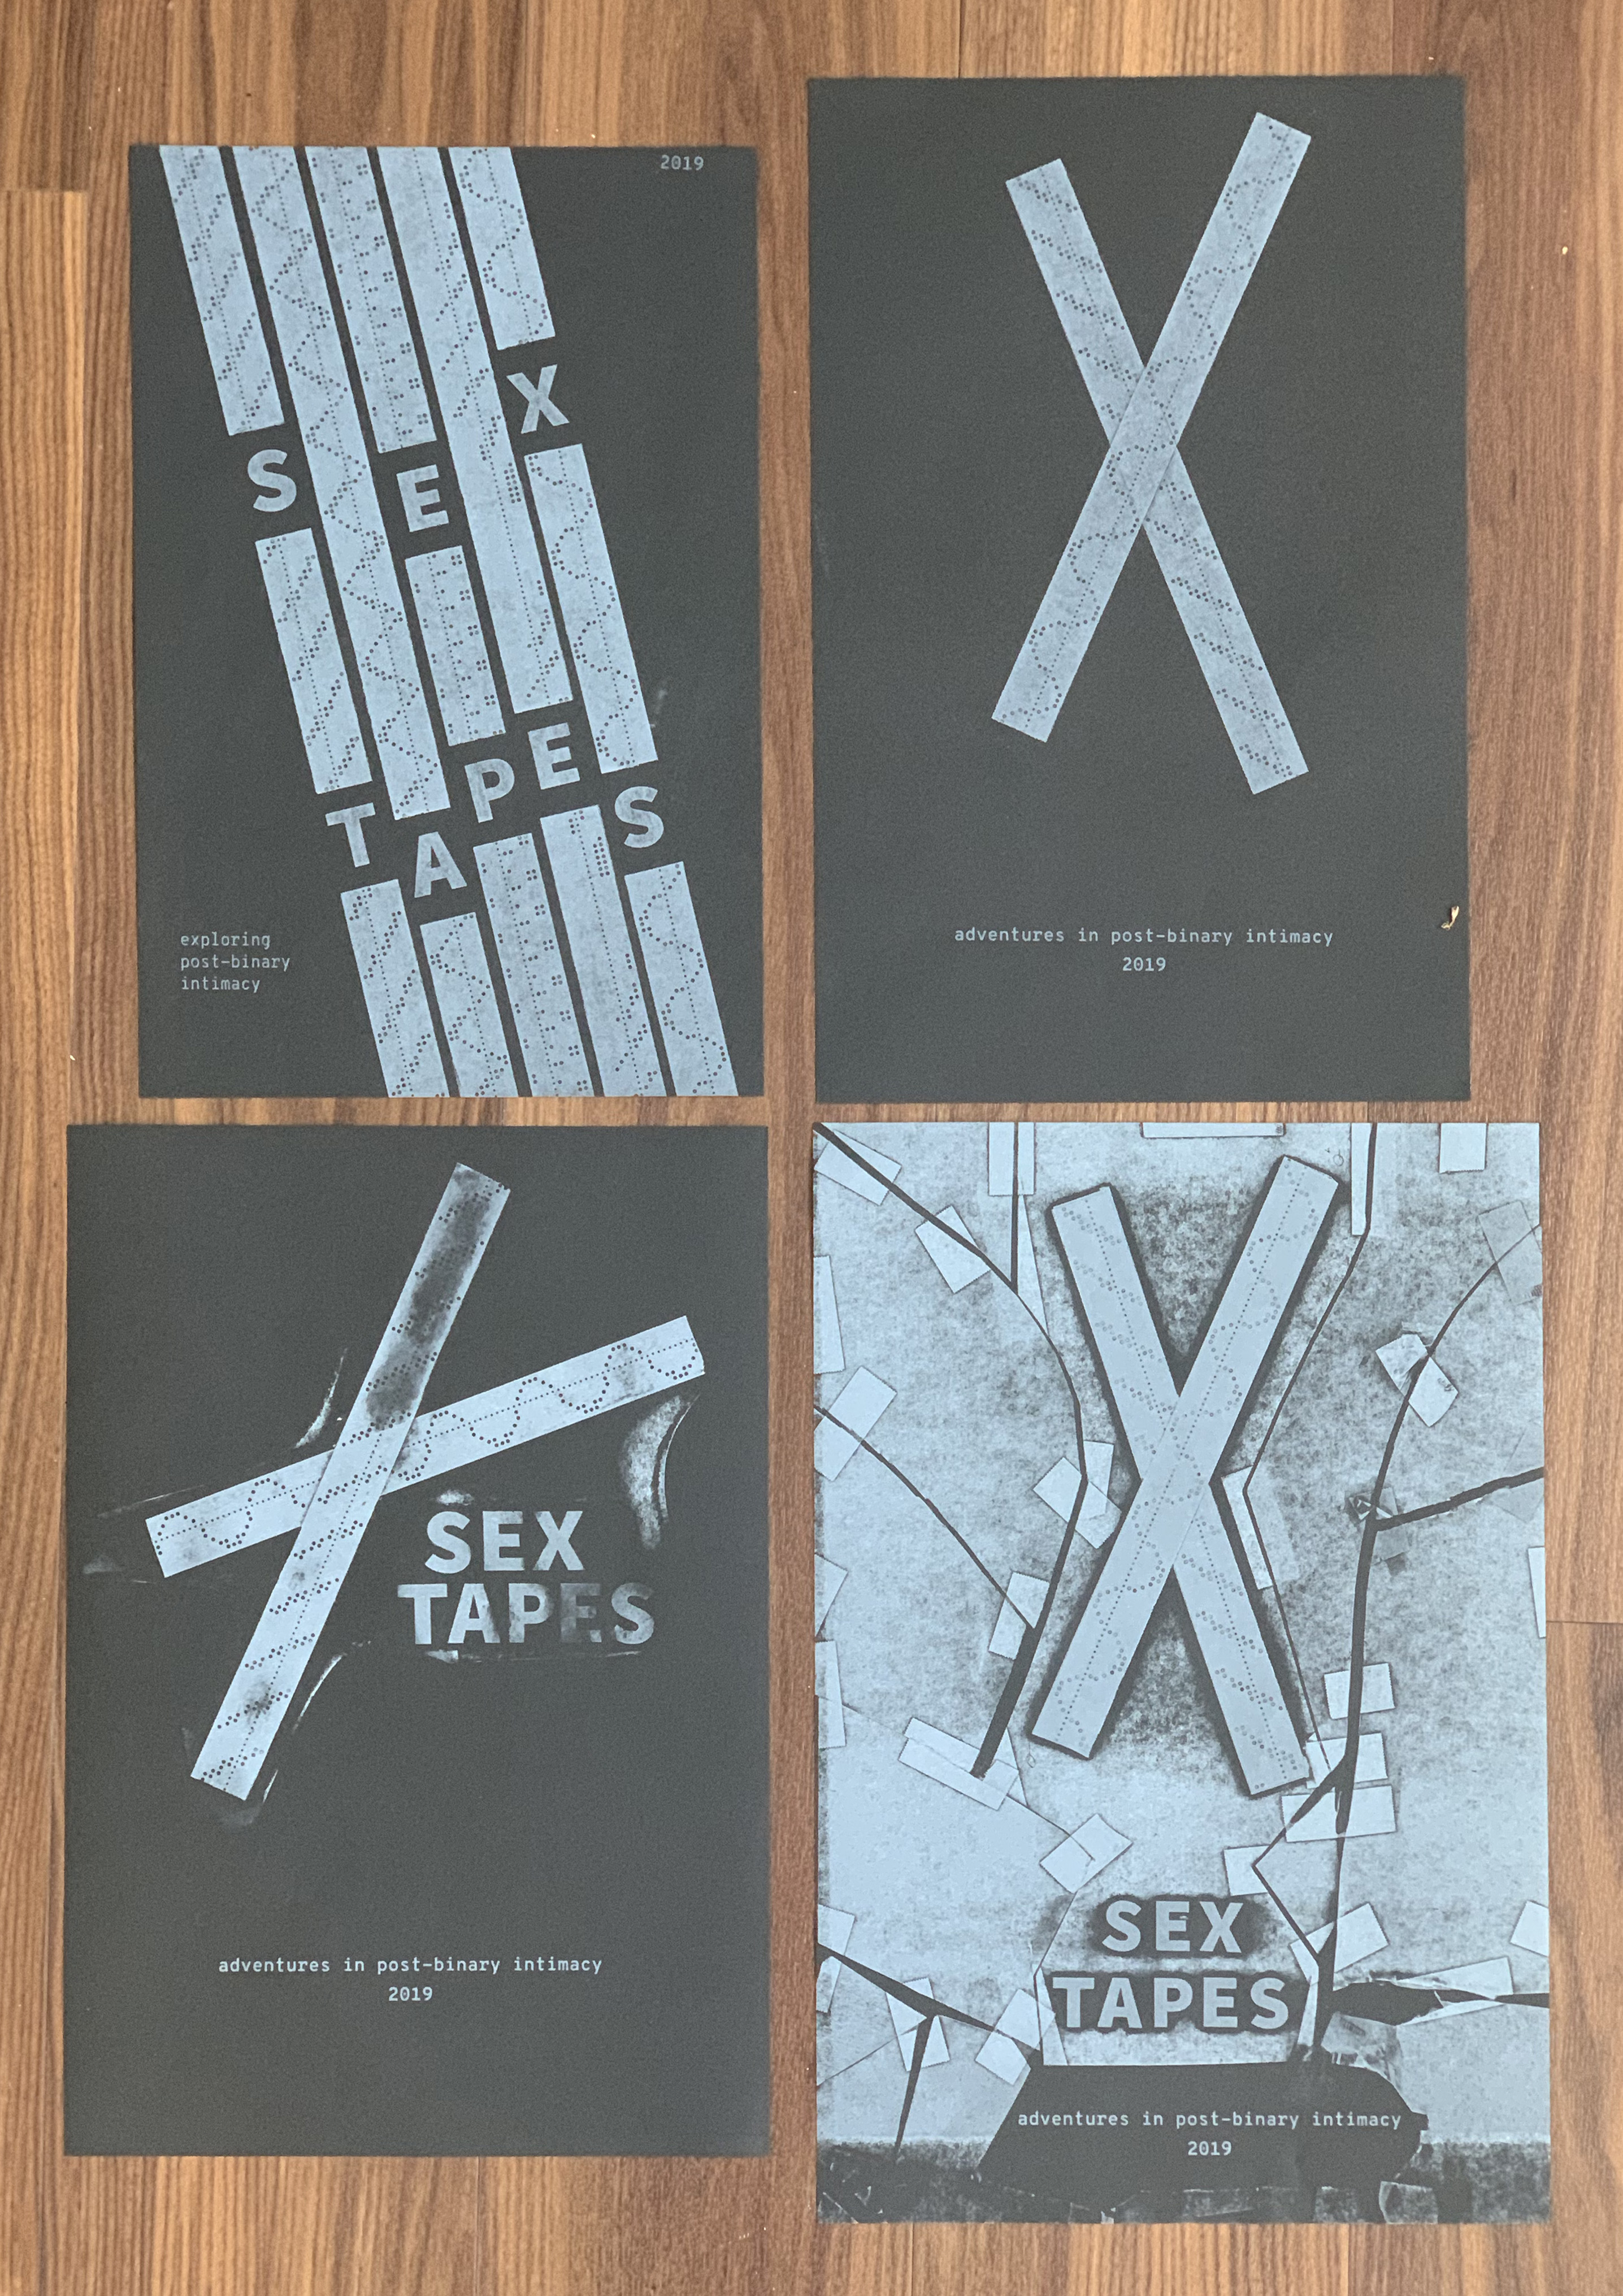 2019
SEX
TAPES
exploring
post-binary
intimacy
X
adventures in post-binary intimacy
2019
SEX
TAPES
adventures in post-binary intimacy
2019
X
SEX
TAPES
adventures in post-binary intimacy
2019